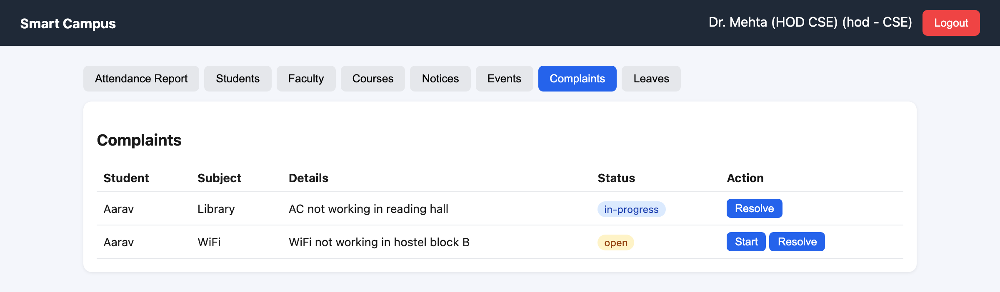 Smart Campus
Dr. Mehta (HOD CSE) (hod - CSE) Logout
Attendance Report Students Faculty Courses Notices Events Complaints Leaves
Complaints
Student Subject Details Status Action
Aarav Library AC not working in reading hall in-progress Resolve
Aarav WiFi WiFi not working in hostel block B open Start Resolve